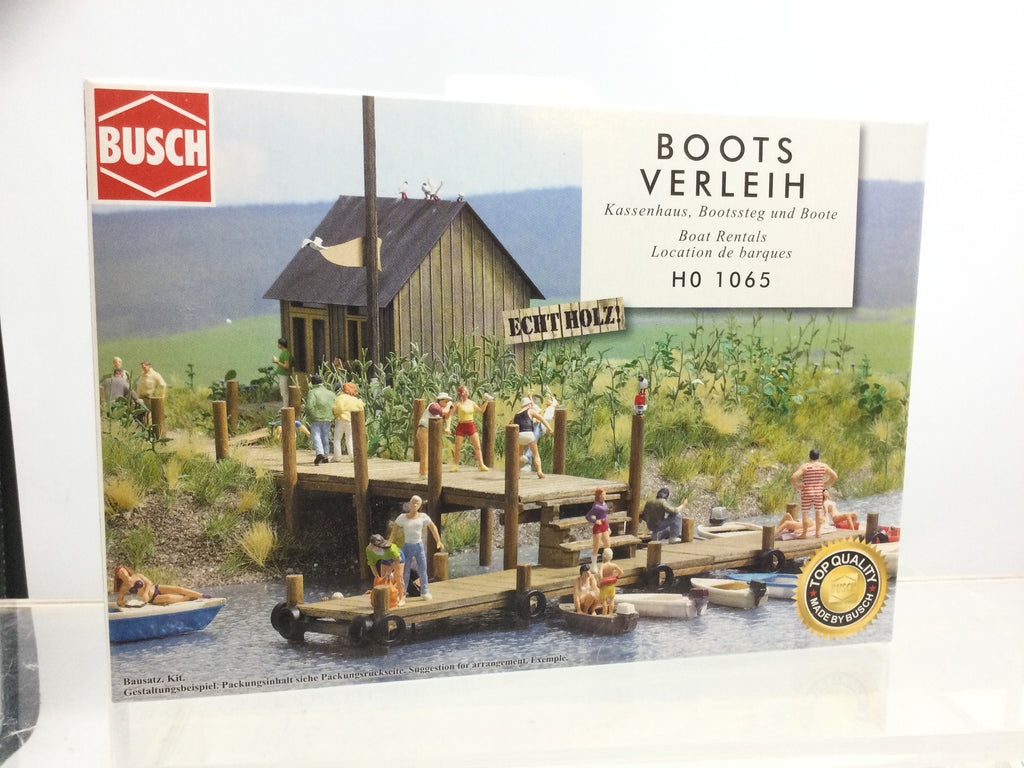 BUSCH
BOOTS
VERLEIH
Kassenhaus, Bootssteg und Boote
Boat Rentals
Location de barques
H0 1065
ECHT HOLZ!
TOP QUALITY
BUSCH
MADE BY BUSCH
Bausatz. Kit.
Gestaltungsbeispiel. Packungsinhalt siehe Packungsrückseite. Suggestion for arrangement. Exemple.